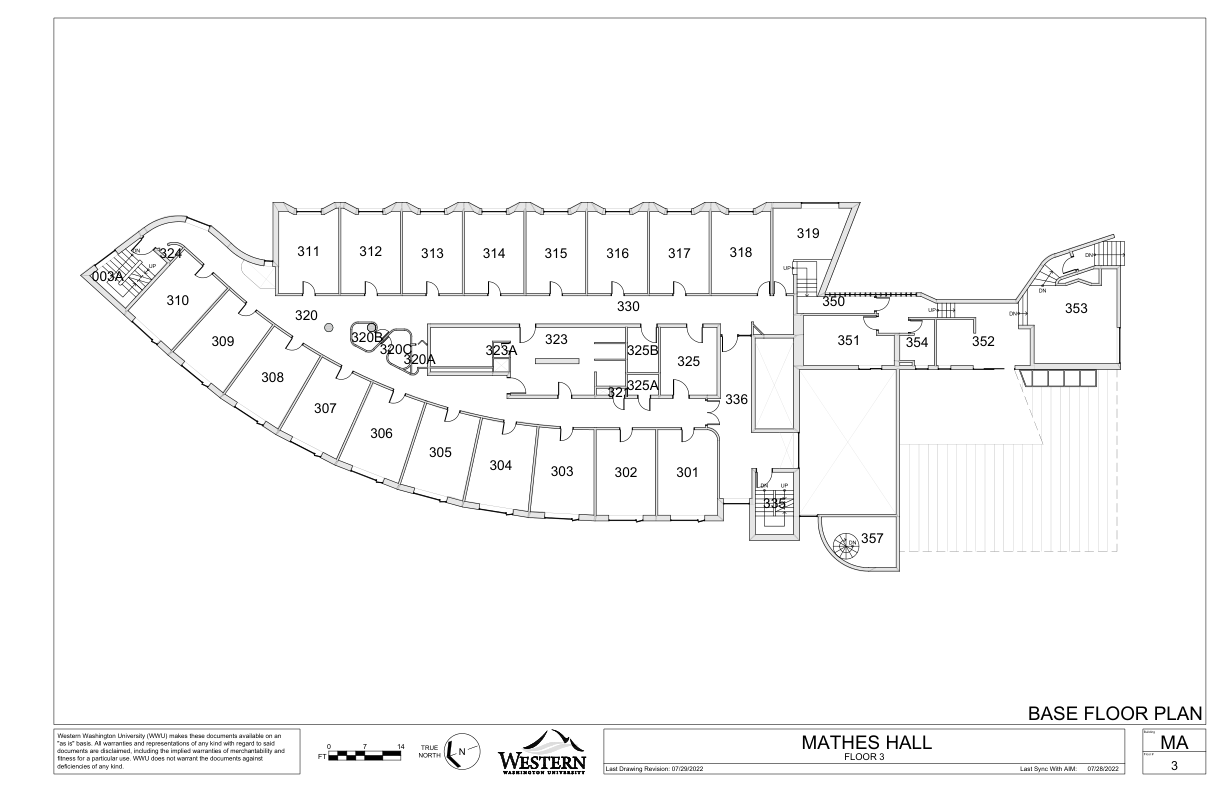 319
311
312
313
314
315
316
317
318
DN
324
003A
UP
UP
DN
DN
310
350
330
UP
DN
353
320
309
320B
320C
320A
323A
323
325B
325
351
354
352
308
325A
321
336
307
306
305
304
303
302
301
DN
UP
335
DN
357
BASE FLOOR PLAN
Western Washington University (WWU) makes these documents available on an
"as is" basis. All warranties and representations of any kind with regard to said
documents are disclaimed, including the implied warranties of merchantability and
fitness for a particular use. WWU does not warrant the documents against
deficiencies of any kind.
0 7 14
FT
TRUE
NORTH
N
WESTERN
WASHINGTON UNIVERSITY
MATHES HALL
FLOOR 3
Last Drawing Revision: 07/29/2022
Last Sync With AIM: 07/28/2022
Building
MA
Floor
3